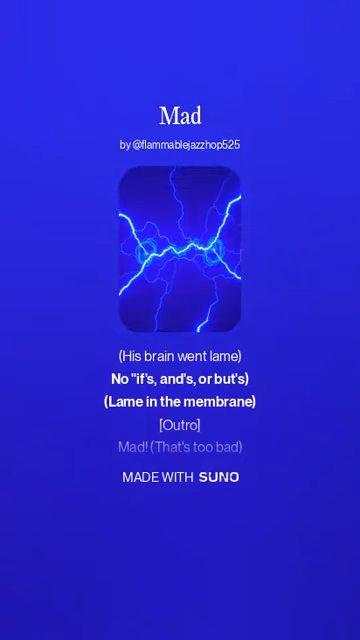 Mad
by @flammablejazzhop525
(His brain went lame)
No "if's, and's, or but's)
(Lame in the membrane)
[Outro]
Mad! (That's too bad)
MADE WITH SUNO